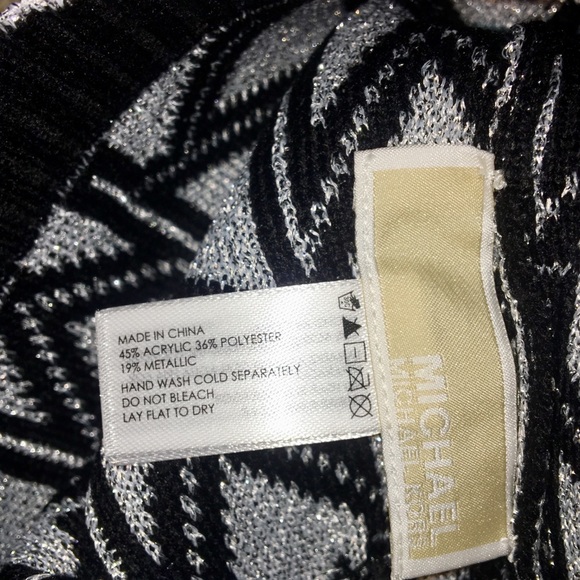 MADE IN CHINA
45% ACRYLIC 36% POLYESTER
19% METALLIC
HAND WASH COLD SEPARATELY
DO NOT BLEACH
LAY FLAT TO DRY
MICHAEL
MICHAEL KORS